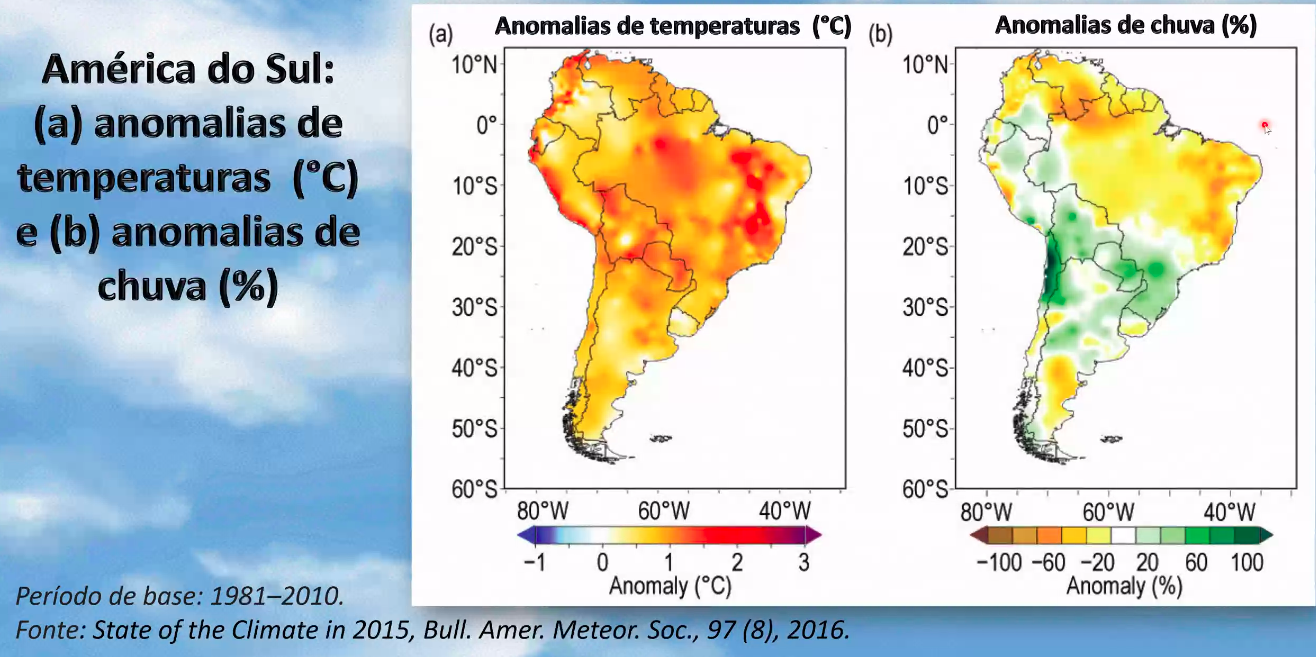 América do Sul:
(a) anomalias de
temperaturas (°C)
e (b) anomalias de
chuva (%)
(a)
Anomalias de temperaturas (°C)
10°N
0°
10°S
20°S
30°S
40°S
50°S
60°S
80°W 60°W 40°W
−1 0 1 2 3
Anomaly (°C)
(b)
Anomalias de chuva (%)
10°N
0°
10°S
20°S
30°S
40°S
50°S
60°S
80°W 60°W 40°W
−100 −60 −20 20 60 100
Anomaly (%)
Período de base: 1981–2010.
Fonte: State of the Climate in 2015, Bull. Amer. Meteor. Soc., 97 (8), 2016.